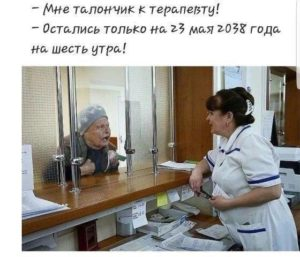 - Мне талончик к терапевту!
- Остались только на 23 мая 2038 года
на шесть утра!